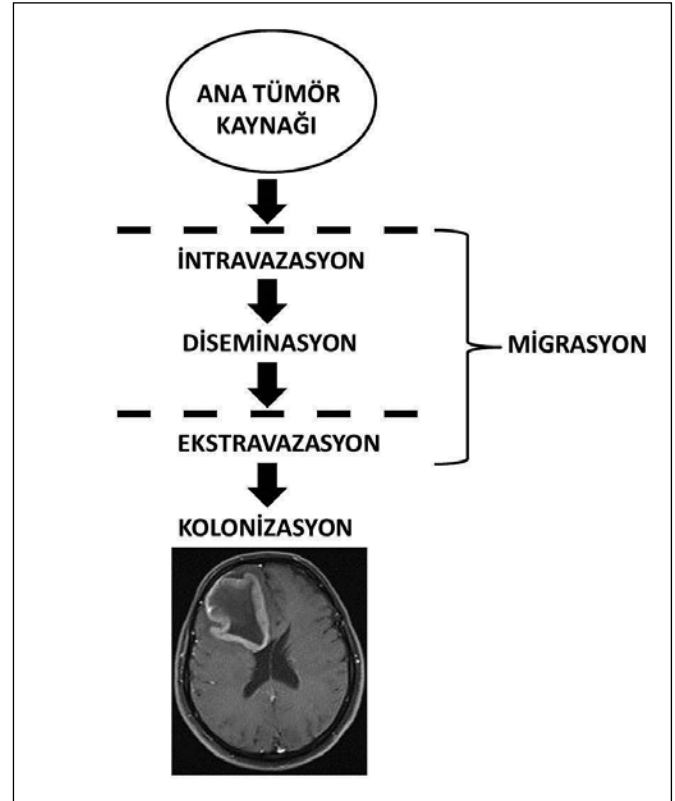 ANA TÜMÖR
KAYNAĞI
İNTRAVAZASYON
DİSEMİNASYON
MİGRASYON
EKSTRAVAZASYON
KOLONİZASYON